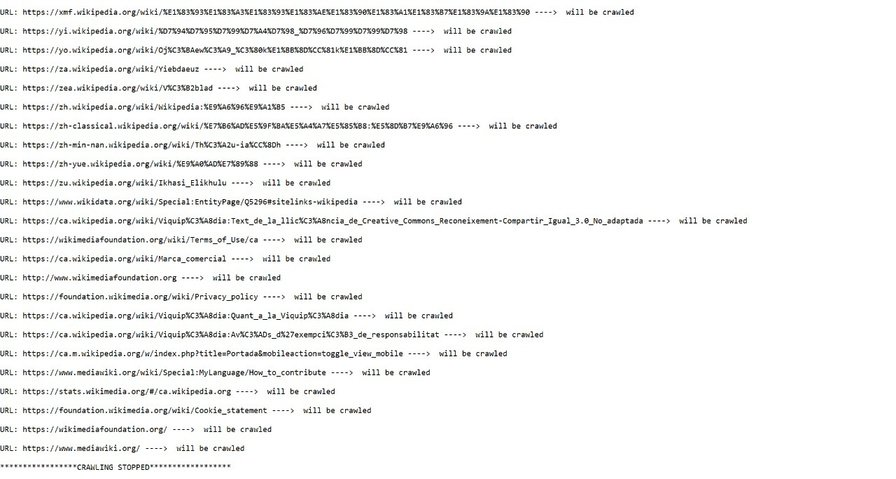 URL: https://xmf.wikipedia.org/wiki/%E1%83%93%E1%83%A3%E1%83%93%E1%83%AE%E1%83%90%E1%83%A1%E1%83%B7%E1%83%9A%E1%83%90 ----> will be crawled
URL: https://yi.wikipedia.org/wiki/%D7%94%D7%95%D7%99%D7%A4%D7%98_%D7%96%D7%99%D7%99%D7%98 ----> will be crawled
URL: https://yo.wikipedia.org/wiki/Oj%C3%BAew%C3%A9_%C3%80k%E1%BB%8D%CC%81k%E1%BB%8D%CC%81 ----> will be crawled
URL: https://za.wikipedia.org/wiki/Yiebdaeuz ----> will be crawled
URL: https://zea.wikipedia.org/wiki/V%C3%B2blad ----> will be crawled
URL: https://zh.wikipedia.org/wiki/Wikipedia:%E9%A6%96%E9%A1%B5 ----> will be crawled
URL: https://zh-classical.wikipedia.org/wiki/%E7%B6%AD%E5%9F%BA%E5%A4%A7%E5%85%B8:%E5%8D%B7%E9%A6%96 ----> will be crawled
URL: https://zh-min-nan.wikipedia.org/wiki/Th%C3%A2u-ia%CC%8Dh ----> will be crawled
URL: https://zh-yue.wikipedia.org/wiki/%E9%A0%AD%E7%89%88 ----> will be crawled
URL: https://zu.wikipedia.org/wiki/Ikhasi_Elikhulu ----> will be crawled
URL: https://www.wikidata.org/wiki/Special:EntityPage/Q5296#sitelinks-wikipedia ----> will be crawled
URL: https://ca.wikipedia.org/wiki/Viquip%C3%A8dia:Text_de_la_llic%C3%A8ncia_de_Creative_Commons_Reconeixement-Compartir_Igual_3.0_No_adaptada ----> will be crawled
URL: https://wikimediafoundation.org/wiki/Terms_of_Use/ca ----> will be crawled
URL: https://ca.wikipedia.org/wiki/Marca_comercial ----> will be crawled
URL: http://www.wikimediafoundation.org ----> will be crawled
URL: https://foundation.wikimedia.org/wiki/Privacy_policy ----> will be crawled
URL: https://ca.wikipedia.org/wiki/Viquip%C3%A8dia:Quant_a_la_Viquip%C3%A8dia ----> will be crawled
URL: https://ca.wikipedia.org/wiki/Viquip%C3%A8dia:Av%C3%ADs_d%27exempci%C3%B3_de_responsabilitat ----> will be crawled
URL: https://ca.m.wikipedia.org/w/index.php?title=Portada&mobileaction=toggle_view_mobile ----> will be crawled
URL: https://www.mediawiki.org/wiki/Special:MyLanguage/How_to_contribute ----> will be crawled
URL: https://stats.wikimedia.org/#/ca.wikipedia.org ----> will be crawled
URL: https://foundation.wikimedia.org/wiki/Cookie_statement ----> will be crawled
URL: https://wikimediafoundation.org/ ----> will be crawled
URL: https://www.mediawiki.org/ ----> will be crawled
*****************CRAWLING STOPPED******************